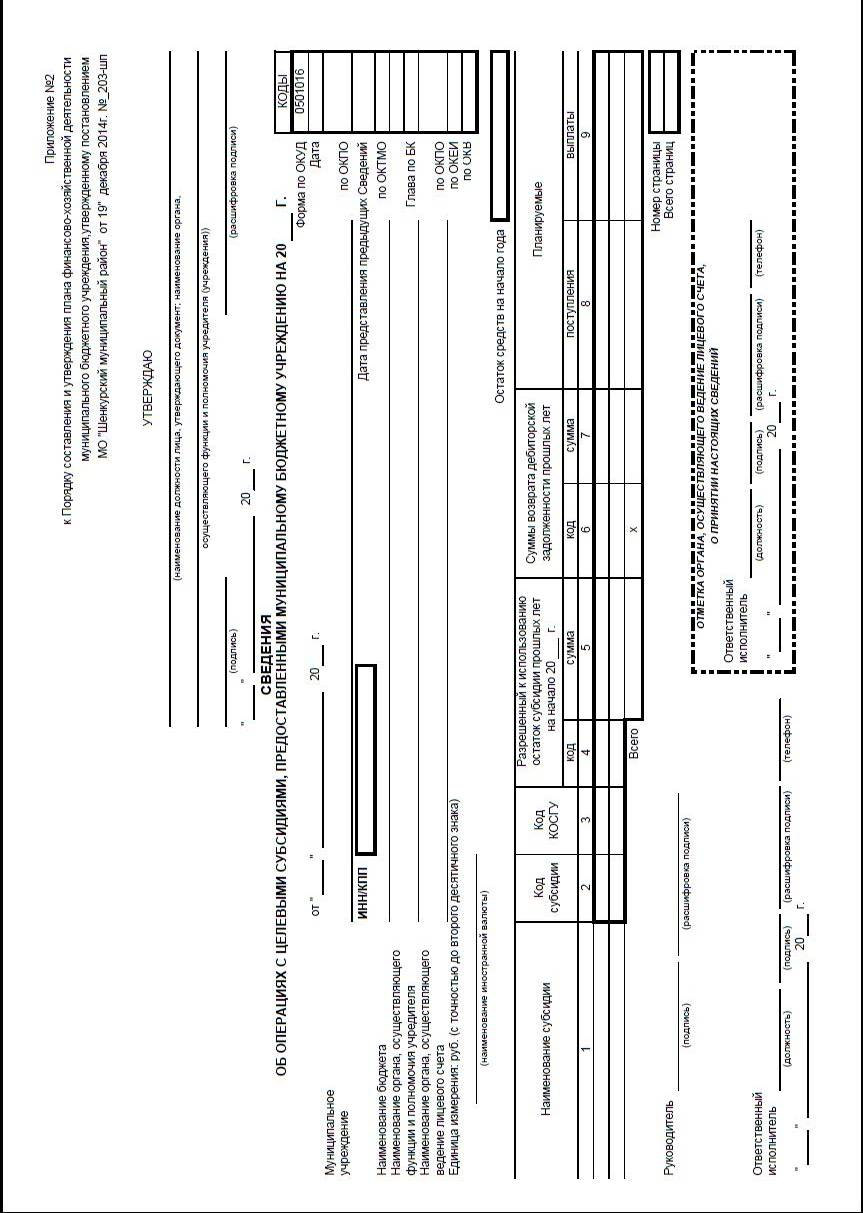 Приложение №2
к Порядку составления и утверждения плана финансово-хозяйственной деятельности
муниципального бюджетного учреждения,утвержденному постановлением
МО "Шенкурский муниципальный район" от 19" декабря 2014г. №_203-шп
УТВЕРЖДАЮ
(наименование должности лица, утверждающего документ; наименование органа,
осуществляющего функции и полномочия учредителя (учреждения))
(подпись) (расшифровка подписи)
" " 20 г.
СВЕДЕНИЯ
ОБ ОПЕРАЦИЯХ С ЦЕЛЕВЫМИ СУБСИДИЯМИ, ПРЕДОСТАВЛЕННЫМИ МУНИЦИПАЛЬНОМУ БЮДЖЕТНОМУ УЧРЕЖДЕНИЮ НА 20 Г.
КОДЫ
Форма по ОКУД 0501016
от " " 20 г. Дата
Муниципальное
учреждение по ОКПО
ИНН/КПП Дата представления предыдущих Сведений
Наименование бюджета по ОКТМО
Наименование органа, осуществляющего
функции и полномочия учредителя Глава по БК
Наименование органа, осуществляющего
ведение лицевого счета по ОКПО
Единица измерения: руб. (с точностью до второго десятичного знака) по ОКЕИ
по ОКВ
(наименование иностранной валюты)
Остаток средств на начало года
Наименование субсидии
Код
субсидии
Код
КОСГУ
Разрешенный к использованию
остаток субсидии прошлых лет
на начало 20 г.
Суммы возврата дебиторской
задолженности прошлых лет
Планируемые
код сумма код сумма поступления выплаты
1 2 3 4 5 6 7 8 9
Всего х
Номер страницы
Всего страниц
Руководитель
(подпись) (расшифровка подписи)
Ответственный
исполнитель
(должность) (подпись) (расшифровка подписи) (телефон)
" " 20 г.
ОТМЕТКА ОРГАНА, ОСУЩЕСТВЛЯЮЩЕГО ВЕДЕНИЕ ЛИЦЕВОГО СЧЕТА,
О ПРИНЯТИИ НАСТОЯЩИХ СВЕДЕНИЙ
Ответственный
исполнитель
(должность) (подпись) (расшифровка подписи) (телефон)
" " 20 г.